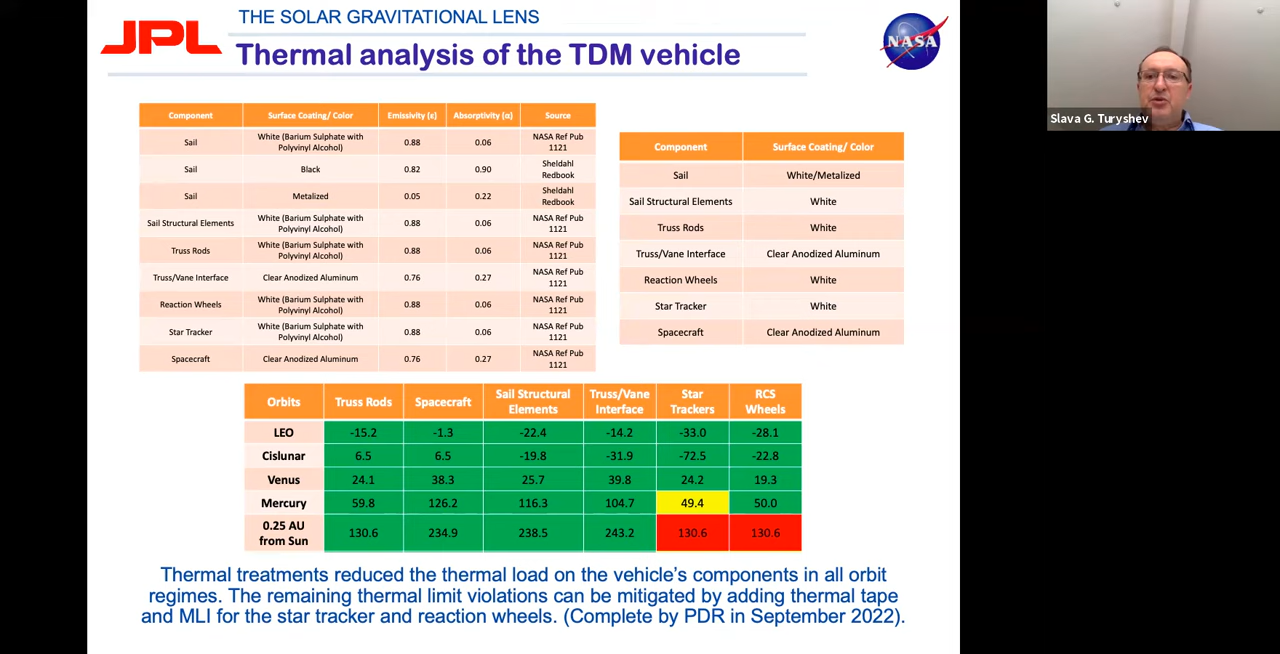 THE SOLAR GRAVITATIONAL LENS
JPL
Thermal analysis of the TDM vehicle
NASA
Slava G. Turyshev
Component Surface Coating/ Color Emissivity (ε) Absorptivity (α) Source
Sail White (Barium Sulphate with Polyvinyl Alcohol) 0.88 0.06 NASA Ref Pub 1121
Sail Black 0.82 0.90 Sheldahl Redbook
Sail Metalized 0.05 0.22 Sheldahl Redbook
Sail Structural Elements White (Barium Sulphate with Polyvinyl Alcohol) 0.88 0.06 NASA Ref Pub 1121
Truss Rods White (Barium Sulphate with Polyvinyl Alcohol) 0.88 0.06 NASA Ref Pub 1121
Truss/Vane Interface Clear Anodized Aluminum 0.76 0.27 NASA Ref Pub 1121
Reaction Wheels White (Barium Sulphate with Polyvinyl Alcohol) 0.88 0.06 NASA Ref Pub 1121
Star Tracker White (Barium Sulphate with Polyvinyl Alcohol) 0.88 0.06 NASA Ref Pub 1121
Spacecraft Clear Anodized Aluminum 0.76 0.27 NASA Ref Pub 1121
Component Surface Coating/ Color
Sail White/Metalized
Sail Structural Elements White
Truss Rods White
Truss/Vane Interface Clear Anodized Aluminum
Reaction Wheels White
Star Tracker White
Spacecraft Clear Anodized Aluminum
Orbits Truss Rods Spacecraft Sail Structural Elements Truss/Vane Interface Star Trackers RCS Wheels
LEO -15.2 -1.3 -22.4 -14.2 -33.0 -28.1
Cislunar 6.5 6.5 -19.8 -31.9 -72.5 -22.8
Venus 24.1 38.3 25.7 39.8 24.2 19.3
Mercury 59.8 126.2 116.3 104.7 49.4 50.0
0.25 AU from Sun 130.6 234.9 238.5 243.2 130.6 130.6
Thermal treatments reduced the thermal load on the vehicle's components in all orbit
regimes. The remaining thermal limit violations can be mitigated by adding thermal tape
and MLI for the star tracker and reaction wheels. (Complete by PDR in September 2022).